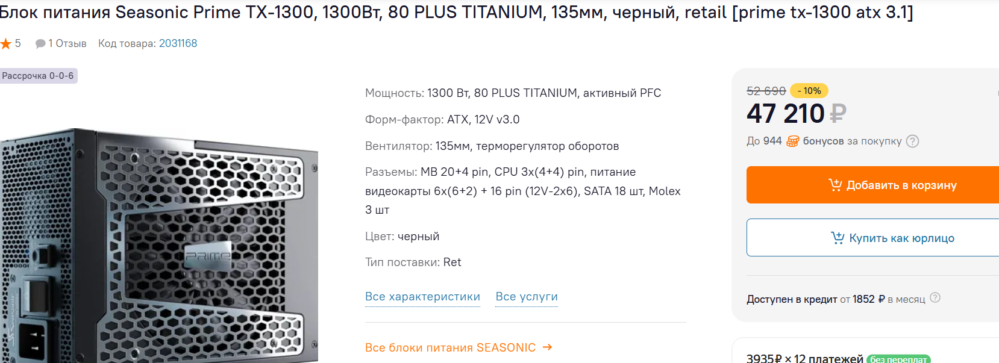 Блок питания Seasonic Prime TX-1300, 1300Вт, 80 PLUS TITANIUM, 135мм, черный, retail [prime tx-1300 atx 3.1]
5 1 Отзыв Код товара: 2031168
Рассрочка 0-0-6
Мощность: 1300 Вт, 80 PLUS TITANIUM, активный PFC
Форм-фактор: ATX, 12V v3.0
Вентилятор: 135мм, терморегулятор оборотов
Разъемы: MB 20+4 pin, CPU 3x(4+4) pin, питание
видеокарты 6x(6+2) + 16 pin (12V-2x6), SATA 18 шт, Molex
3 шт
Цвет: черный
Тип поставки: Ret
Все характеристики Все услуги
Все блоки питания SEASONIC →
PRIME
Seasonic
52 690 - 10%
47 210 ₽
До 944 бонусов за покупку ?
Добавить в корзину
Купить как юрлицо
Доступен в кредит от 1852 ₽ в месяц ?
3935₽ × 12 платежей без переплат